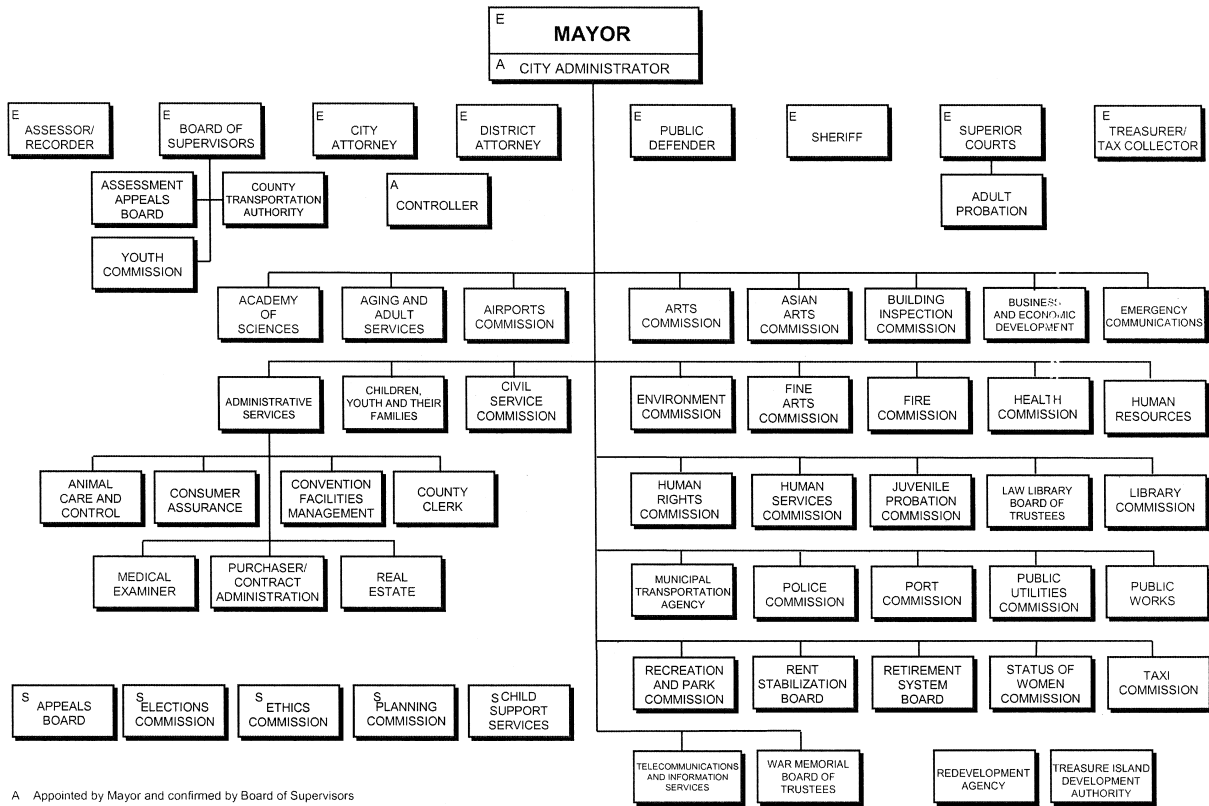 E
MAYOR
A CITY ADMINISTRATOR
E
ASSESSOR/
RECORDER
E
BOARD OF
SUPERVISORS
E
CITY
ATTORNEY
E
DISTRICT
ATTORNEY
E
PUBLIC
DEFENDER
E
SHERIFF
E
SUPERIOR
COURTS
E
TREASURER/
TAX COLLECTOR
ASSESSMENT
APPEALS
BOARD
COUNTY
TRANSPORTATION
AUTHORITY
A
CONTROLLER
ADULT
PROBATION
YOUTH
COMMISSION
ACADEMY
OF
SCIENCES
AGING AND
ADULT
SERVICES
AIRPORTS
COMMISSION
ARTS
COMMISSION
ASIAN
ARTS
COMMISSION
BUILDING
INSPECTION
COMMISSION
BUSINESS
AND ECONOMIC
DEVELOPMENT
EMERGENCY
COMMUNICATIONS
ADMINISTRATIVE
SERVICES
CHILDREN,
YOUTH AND THEIR
FAMILIES
CIVIL
SERVICE
COMMISSION
ENVIRONMENT
COMMISSION
FINE
ARTS
COMMISSION
FIRE
COMMISSION
HEALTH
COMMISSION
HUMAN
RESOURCES
ANIMAL
CARE AND
CONTROL
CONSUMER
ASSURANCE
CONVENTION
FACILITIES
MANAGEMENT
COUNTY
CLERK
HUMAN
RIGHTS
COMMISSION
HUMAN
SERVICES
COMMISSION
JUVENILE
PROBATION
COMMISSION
LAW LIBRARY
BOARD OF
TRUSTEES
LIBRARY
COMMISSION
MEDICAL
EXAMINER
PURCHASER/
CONTRACT
ADMINISTRATION
REAL
ESTATE
MUNICIPAL
TRANSPORTATION
AGENCY
POLICE
COMMISSION
PORT
COMMISSION
PUBLIC
UTILITIES
COMMISSION
PUBLIC
WORKS
RECREATION
AND PARK
COMMISSION
RENT
STABILIZATION
BOARD
RETIREMENT
SYSTEM
BOARD
STATUS OF
WOMEN
COMMISSION
TAXI
COMMISSION
S
APPEALS
BOARD
S
ELECTIONS
COMMISSION
S
ETHICS
COMMISSION
S
PLANNING
COMMISSION
S CHILD
SUPPORT
SERVICES
TELECOMMUNICATIONS
AND INFORMATION
SERVICES
WAR MEMORIAL
BOARD OF
TRUSTEES
REDEVELOPMENT
AGENCY
TREASURE ISLAND
DEVELOPMENT
AUTHORITY
A Appointed by Mayor and confirmed by Board of Supervisors